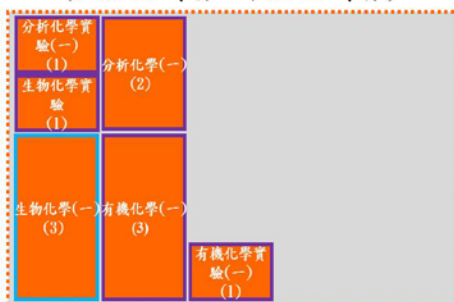 分析化學實
驗(一)
(1)
分析化學(一)
(2)
生物化學實
驗
(1)
生物化學(一)
(3)
有機化學(一)
(3)
有機化學實
驗(一)
(1)